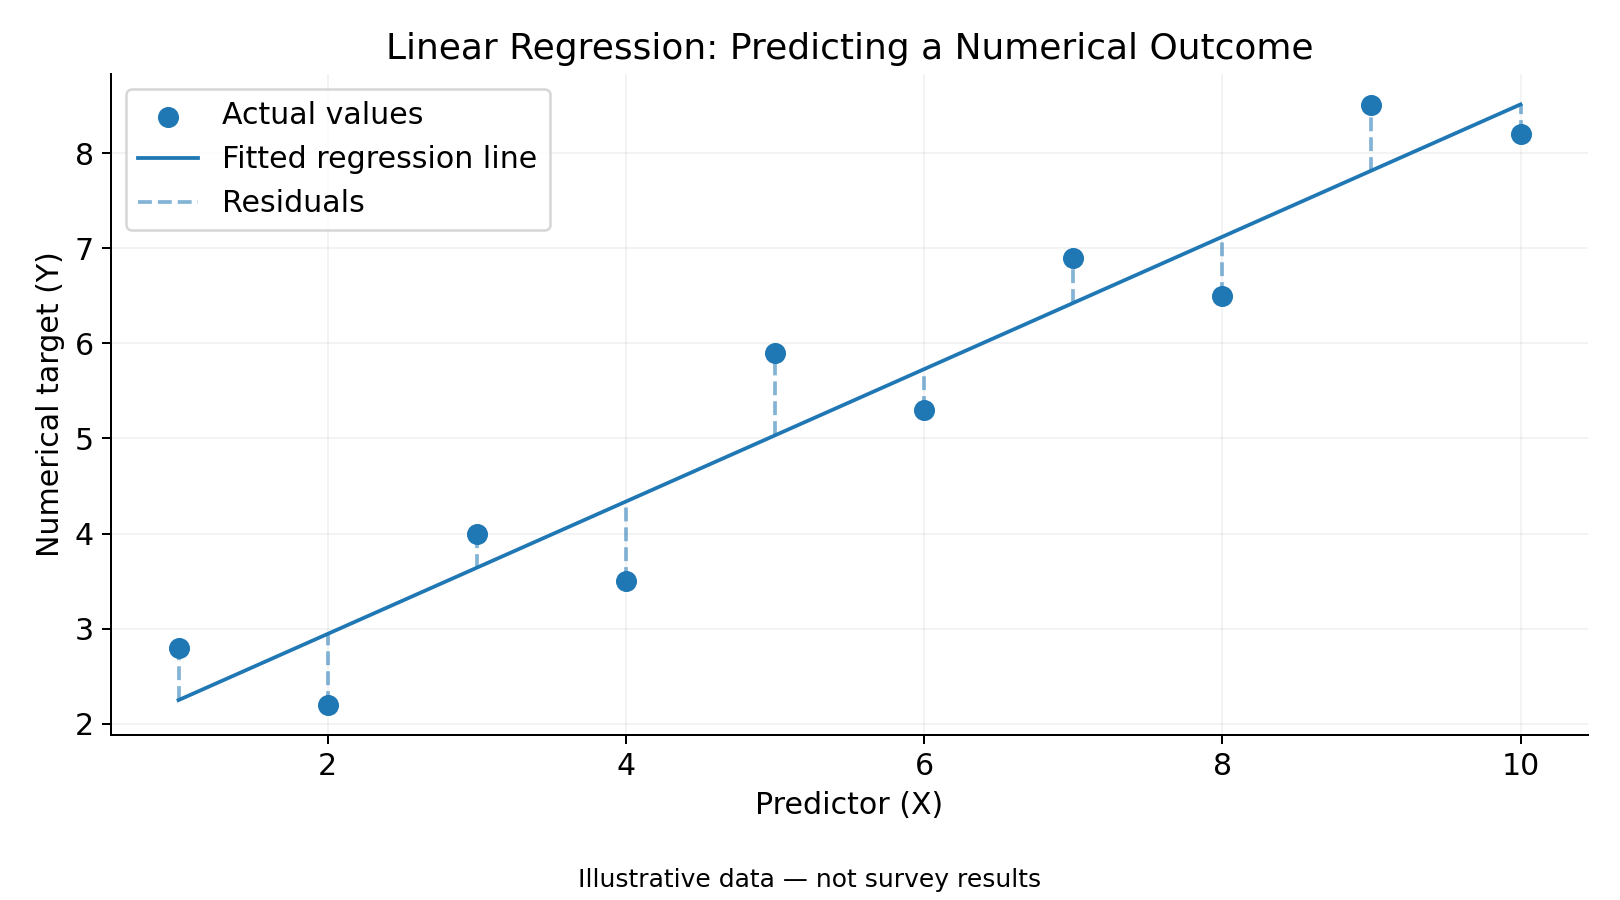 Linear Regression: Predicting a Numerical Outcome
Actual values
Fitted regression line
Residuals
Numerical target (Y)
8
7
6
5
4
3
2
2
4
6
8
10
Predictor (X)
Illustrative data — not survey results